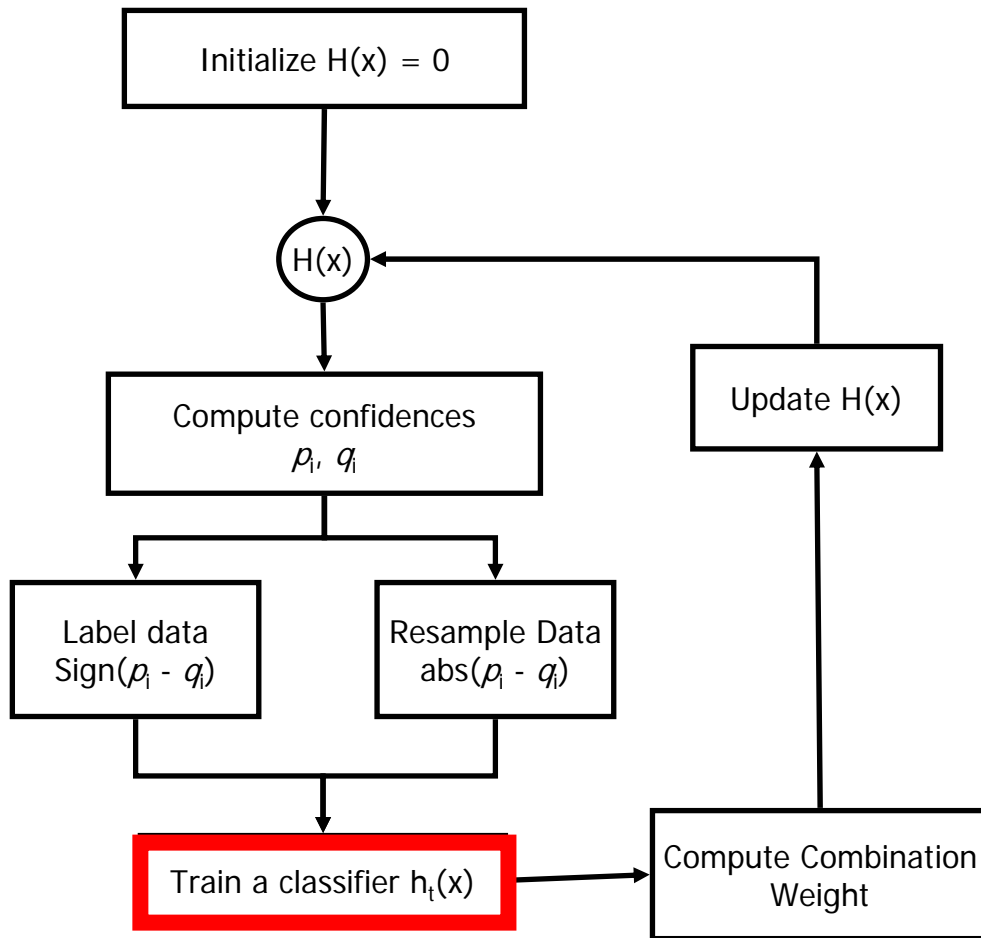 Initialize H(x) = 0
H(x)
Compute confidences
pi, qi
Update H(x)
Label data
Sign(pi - qi)
Resample Data
abs(pi - qi)
Train a classifier ht(x)
Compute Combination
Weight